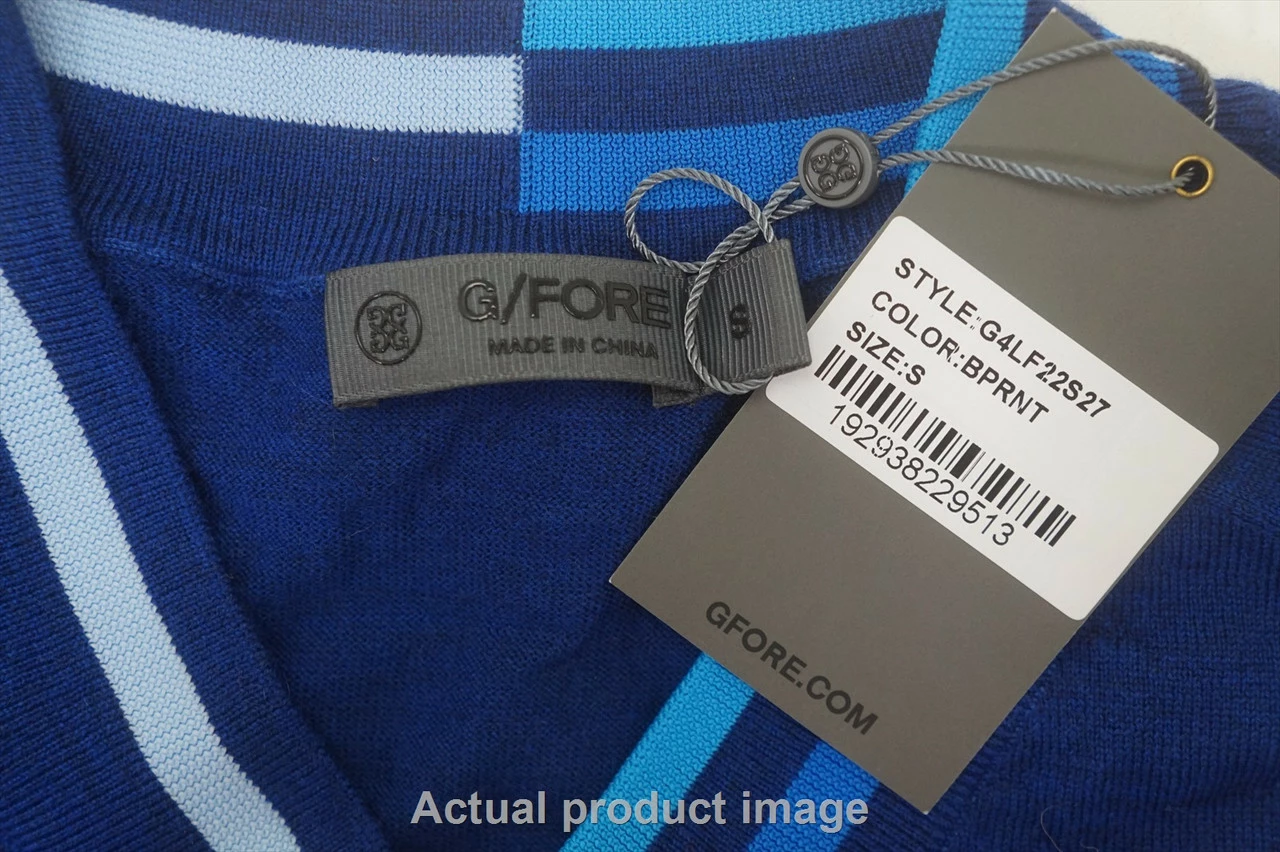 G/FORE
MADE IN CHINA
S
STYLE:G4LF22S27
COLOR:BPRNT
SIZE:S
192938229513
GFORE.COM
Actual product image